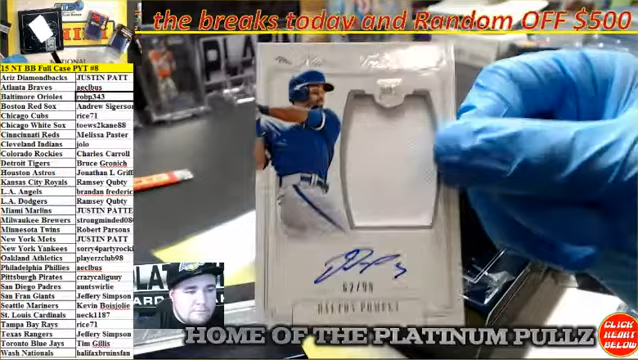 the breaks today and Random OFF $500
15 NT BB Full Case PYT #8
Ariz Diamondbacks JUSTIN PATT
Atlanta Braves aecfbus
Baltimore Orioles robp343
Boston Red Sox Andrew Sigerson
Chicago Cubs rice71
Chicago White Sox toews2kane88
Cincinnati Reds Melissa Paster
Cleveland Indians jolo
Colorado Rockies Charles Carroll
Detroit Tigers Bruce Gronich
Houston Astros Jonathan L Griff
Kansas City Royals Ramsey Qubty
L.A. Angels brandan frederic
L.A. Dodgers Ramsey Qubty
Miami Marlins JUSTIN PATTE
Milwaukee Brewers strongminded08
Minnesota Twins Robert Parsons
New York Mets JUSTIN PATT
New York Yankees sorry4partyrocki
Oakland Athletics playerzclub98
Philadelphia Phillies aecfbus
Pittsburgh Pirates crazycaliguuy
San Diego Padres auntswirlie
San Fran Giants Jeffery Simpson
Seattle Mariners Kevin Boisjolie
St. Louis Cardinals neck1187
Tampa Bay Rays rice71
Texas Rangers Jeffery Simpson
Toronto Blue Jays Tim Gillis
Wash Nationals halifaxbruinsfan
62/99
DALTON POMPEY
HOME OF THE PLATINUM PULLZ
CLICK
HEART
BELOW